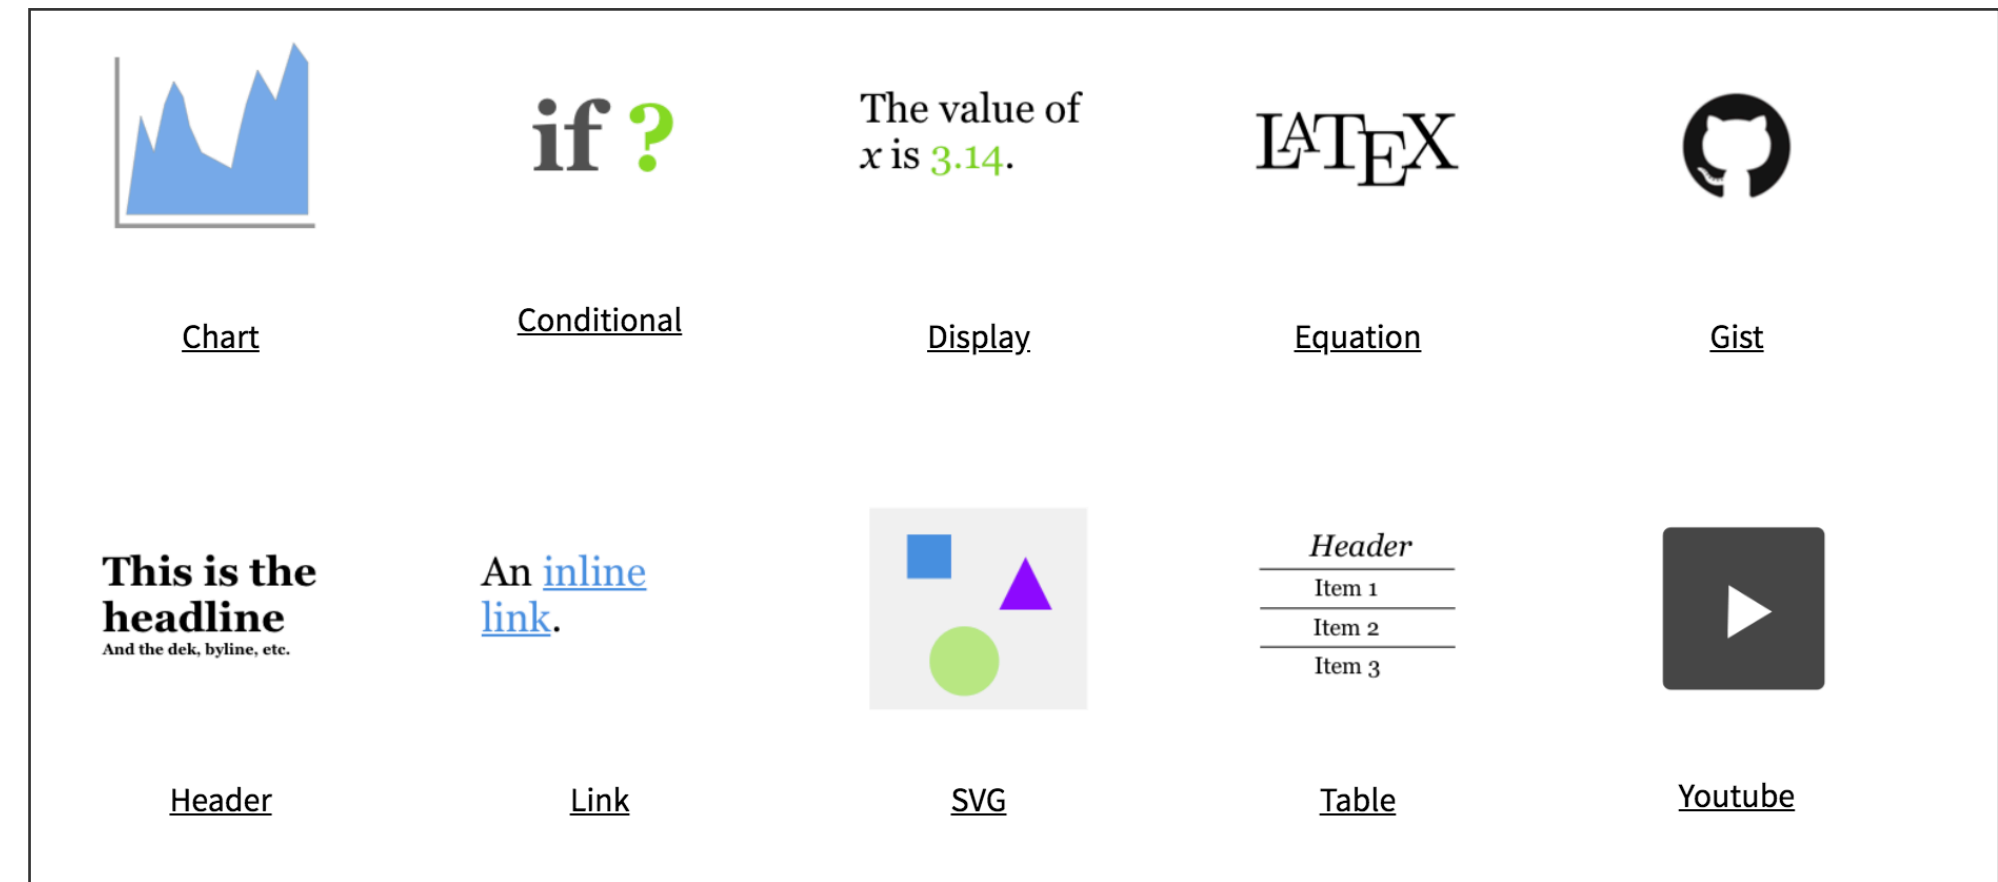 if ?
The value of
x is 3.14.
LATEX
Chart
Conditional
Display
Equation
Gist
This is the
headline
And the dek, byline, etc.
An inline
link.
Header
Item 1
Item 2
Item 3
Header
Link
SVG
Table
Youtube